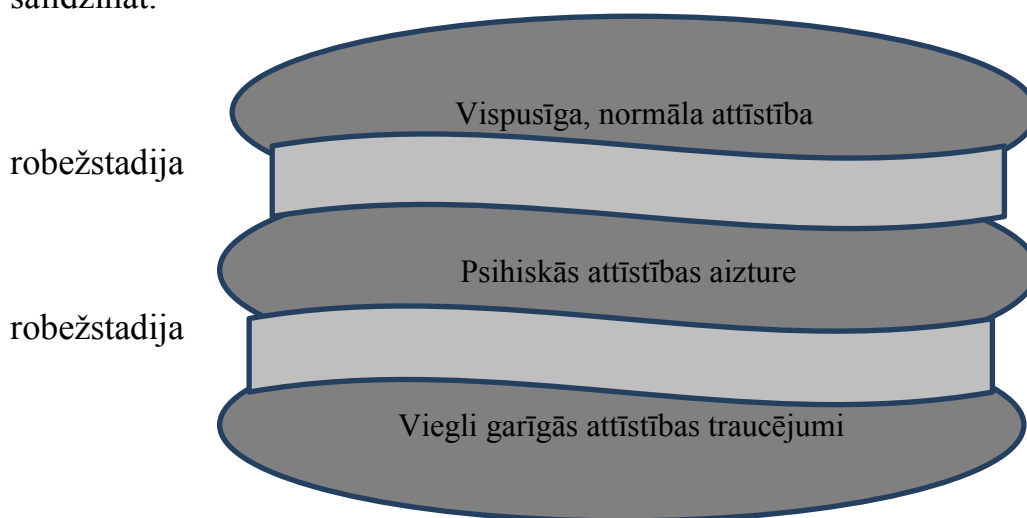 Vispusīga, normāla attīstība
robežstadija
Psihiskās attīstības aizture
robežstadija
Viegli garīgās attīstības traucējumi